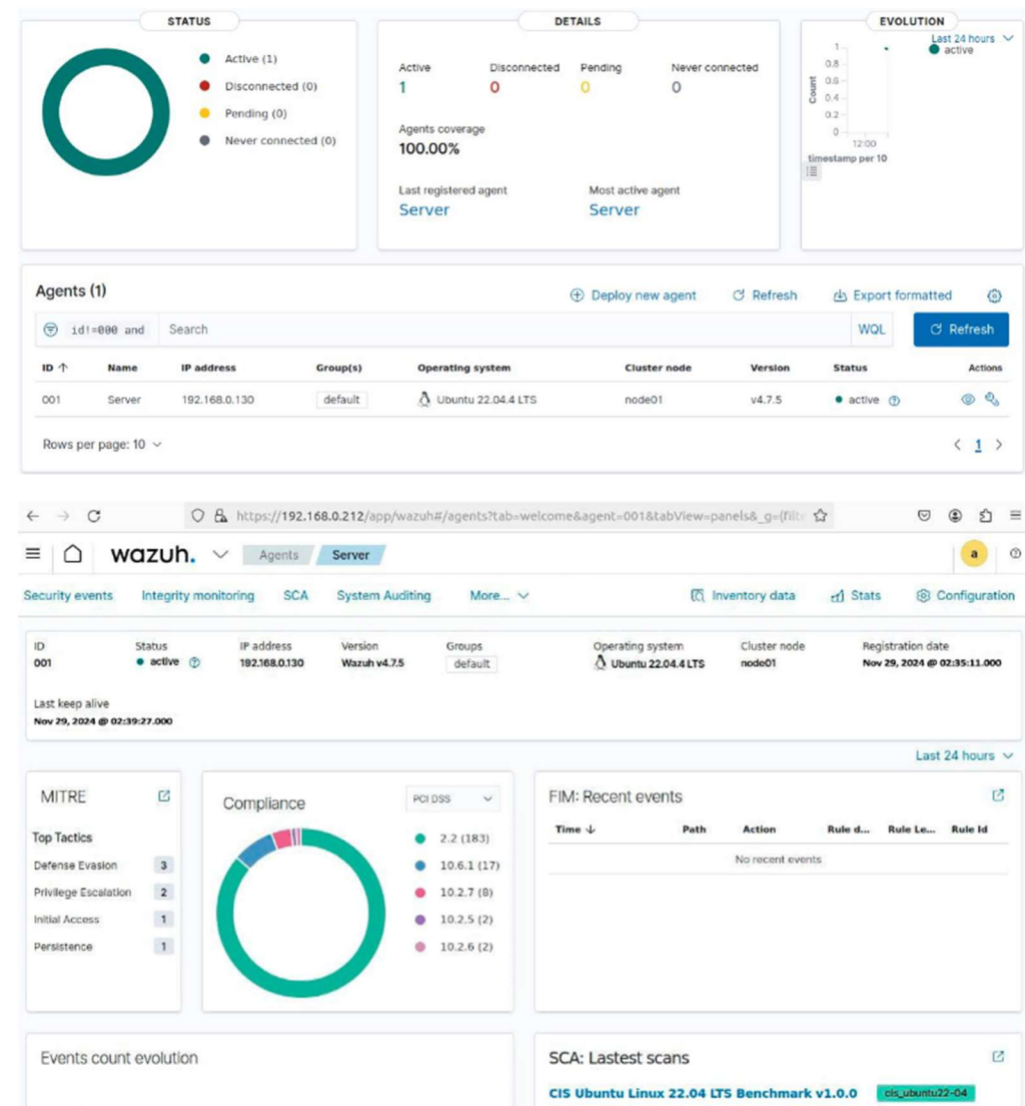 STATUS
Active (1)
Disconnected (0)
Pending (0)
Never connected (0)
DETAILS
Active Disconnected Pending Never connected
1 0 0 0
Agents coverage
100.00%
Last registered agent Most active agent
Server Server
EVOLUTION
Last 24 hours
active
Count
1
0.8
0.6
0.4
0.2
0
12:00
timestamp per 10
Agents (1)
Deploy new agent Refresh Export formatted
id!=000 and Search WQL Refresh
ID Name IP address Group(s) Operating system Cluster node Version Status Actions
001 Server 192.168.0.130 default Ubuntu 22.04.4 LTS node01 v4.7.5 active
Rows per page: 10 1
https://192.168.0.212/app/wazuh#/agents?tab=welcome&agent=001&tabView=panels&_g=(filt
wazuh. Agents Server a
Security events Integrity monitoring SCA System Auditing More... Inventory data Stats Configuration
ID Status IP address Version Groups Operating system Cluster node Registration date
001 active 192.168.0.130 Wazuh v4.7.5 default Ubuntu 22.04.4 LTS node01 Nov 29, 2024 @ 02:35:11.000
Last keep alive
Nov 29, 2024 @ 02:39:27.000
Last 24 hours
MITRE
Top Tactics
Defense Evasion 3
Privilege Escalation 2
Initial Access 1
Persistence 1
Compliance PCI DSS
2.2 (183)
10.6.1 (17)
10.2.7 (8)
10.2.5 (2)
10.2.6 (2)
FIM: Recent events
Time Path Action Rule d... Rule Le... Rule Id
No recent events
Events count evolution
SCA: Lastest scans
CIS Ubuntu Linux 22.04 LTS Benchmark v1.0.0 cis_ubuntu22-04